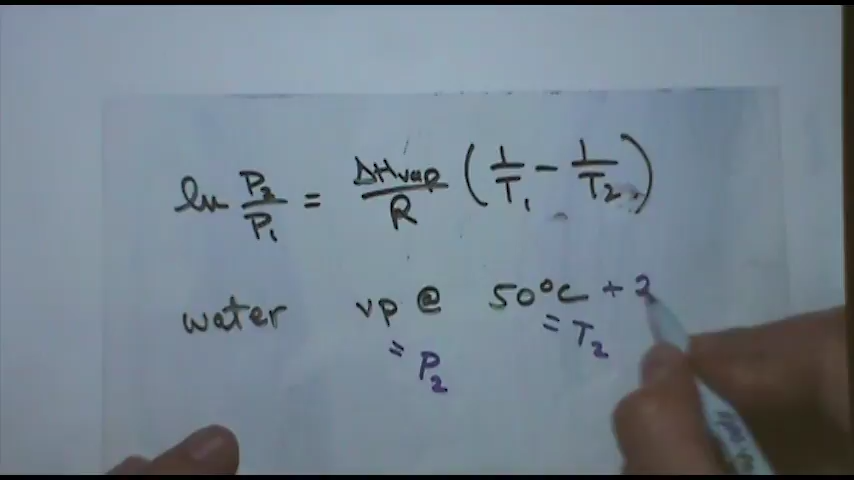 ln P₂/P₁ = ΔHvap/R (1/T₁ - 1/T₂)
water vp @ 50°C + 2
= P₂ = T₂